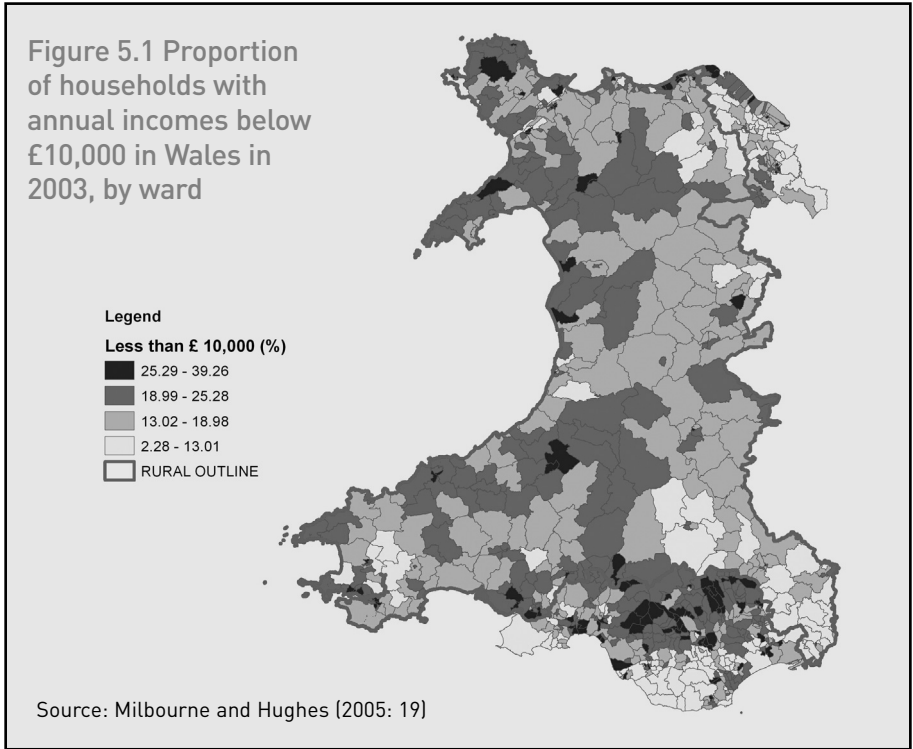 Figure 5.1 Proportion
of households with
annual incomes below
£10,000 in Wales in
2003, by ward
Legend
Less than £ 10,000 (%)
25.29 - 39.26
18.99 - 25.28
13.02 - 18.98
2.28 - 13.01
RURAL OUTLINE
Source: Milbourne and Hughes (2005: 19)